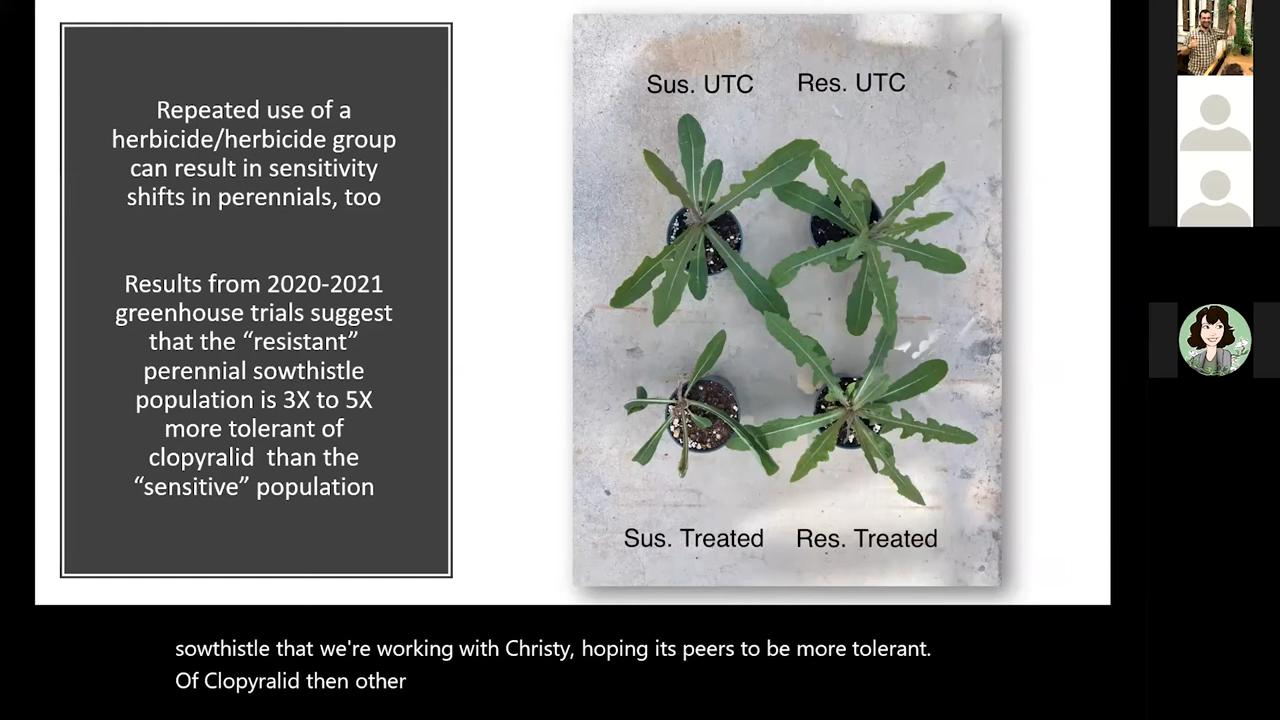 Repeated use of a
herbicide/herbicide group
can result in sensitivity
shifts in perennials, too
Results from 2020-2021
greenhouse trials suggest
that the “resistant”
perennial sowthistle
population is 3X to 5X
more tolerant of
clopyralid than the
“sensitive” population
Sus. UTC Res. UTC
Sus. Treated Res. Treated
sowthistle that we're working with Christy, hoping its peers to be more tolerant.
Of Clopyralid then other